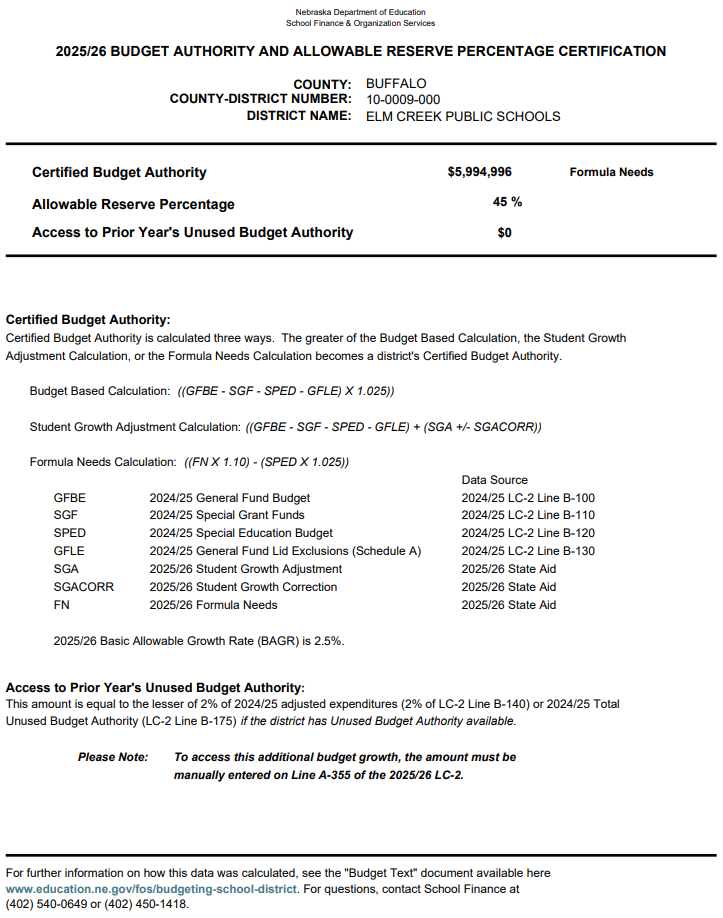 Nebraska Department of Education
School Finance & Organization Services
2025/26 BUDGET AUTHORITY AND ALLOWABLE RESERVE PERCENTAGE CERTIFICATION
COUNTY: BUFFALO
COUNTY-DISTRICT NUMBER: 10-0009-000
DISTRICT NAME: ELM CREEK PUBLIC SCHOOLS
Certified Budget Authority $5,994,996 Formula Needs
Allowable Reserve Percentage 45 %
Access to Prior Year's Unused Budget Authority $0
Certified Budget Authority:
Certified Budget Authority is calculated three ways. The greater of the Budget Based Calculation, the Student Growth
Adjustment Calculation, or the Formula Needs Calculation becomes a district's Certified Budget Authority.
Budget Based Calculation: ((GFBE - SGF - SPED - GFLE) X 1.025))
Student Growth Adjustment Calculation: ((GFBE - SGF - SPED - GFLE) + (SGA +/- SGACORR))
Formula Needs Calculation: ((FN X 1.10) - (SPED X 1.025))
Data Source
GFBE 2024/25 General Fund Budget 2024/25 LC-2 Line B-100
SGF 2024/25 Special Grant Funds 2024/25 LC-2 Line B-110
SPED 2024/25 Special Education Budget 2024/25 LC-2 Line B-120
GFLE 2024/25 General Fund Lid Exclusions (Schedule A) 2024/25 LC-2 Line B-130
SGA 2025/26 Student Growth Adjustment 2025/26 State Aid
SGACORR 2025/26 Student Growth Correction 2025/26 State Aid
FN 2025/26 Formula Needs 2025/26 State Aid
2025/26 Basic Allowable Growth Rate (BAGR) is 2.5%.
Access to Prior Year's Unused Budget Authority:
This amount is equal to the lesser of 2% of 2024/25 adjusted expenditures (2% of LC-2 Line B-140) or 2024/25 Total
Unused Budget Authority (LC-2 Line B-175) if the district has Unused Budget Authority available.
Please Note: To access this additional budget growth, the amount must be
manually entered on Line A-355 of the 2025/26 LC-2.
For further information on how this data was calculated, see the "Budget Text" document available here
www.education.ne.gov/fos/budgeting-school-district. For questions, contact School Finance at
(402) 540-0649 or (402) 450-1418.